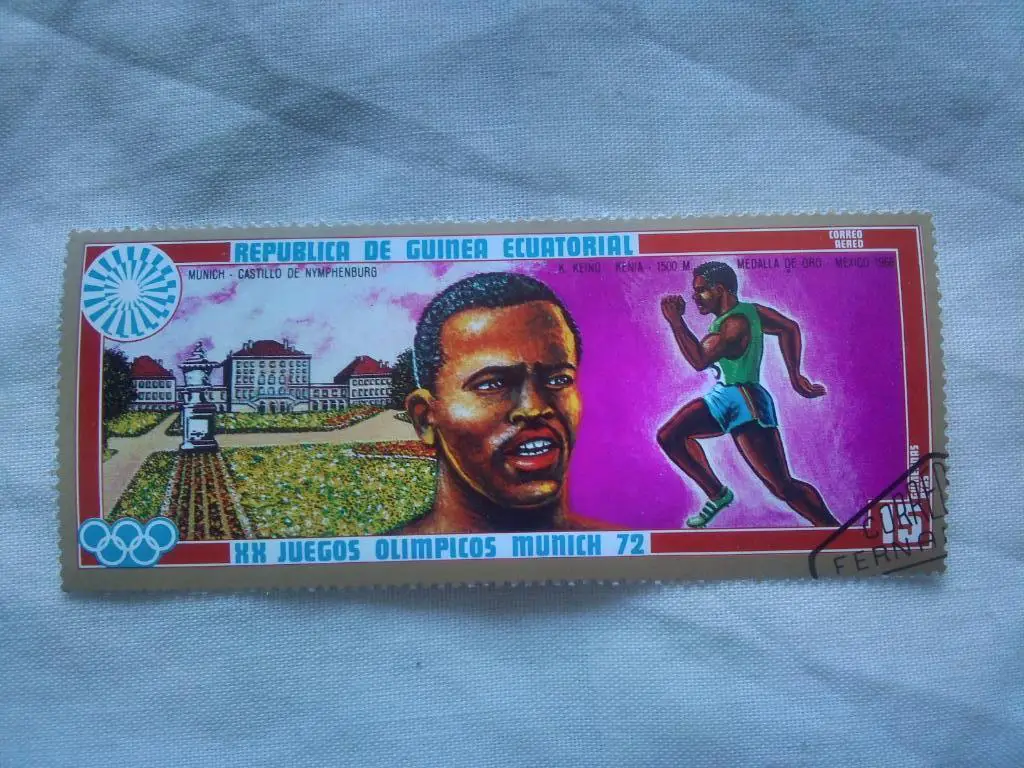 REPUBLICA DE GUINEA ECUATORIAL
CORREO
AEREO
MUNICH - CASTILLO DE NYMPHENBURG
K. KEINO KENIA - 1500 M. MEDALLA DE ORO - MEXICO 1968
XX JUEGOS OLIMPICOS MUNICH 72
FERNA